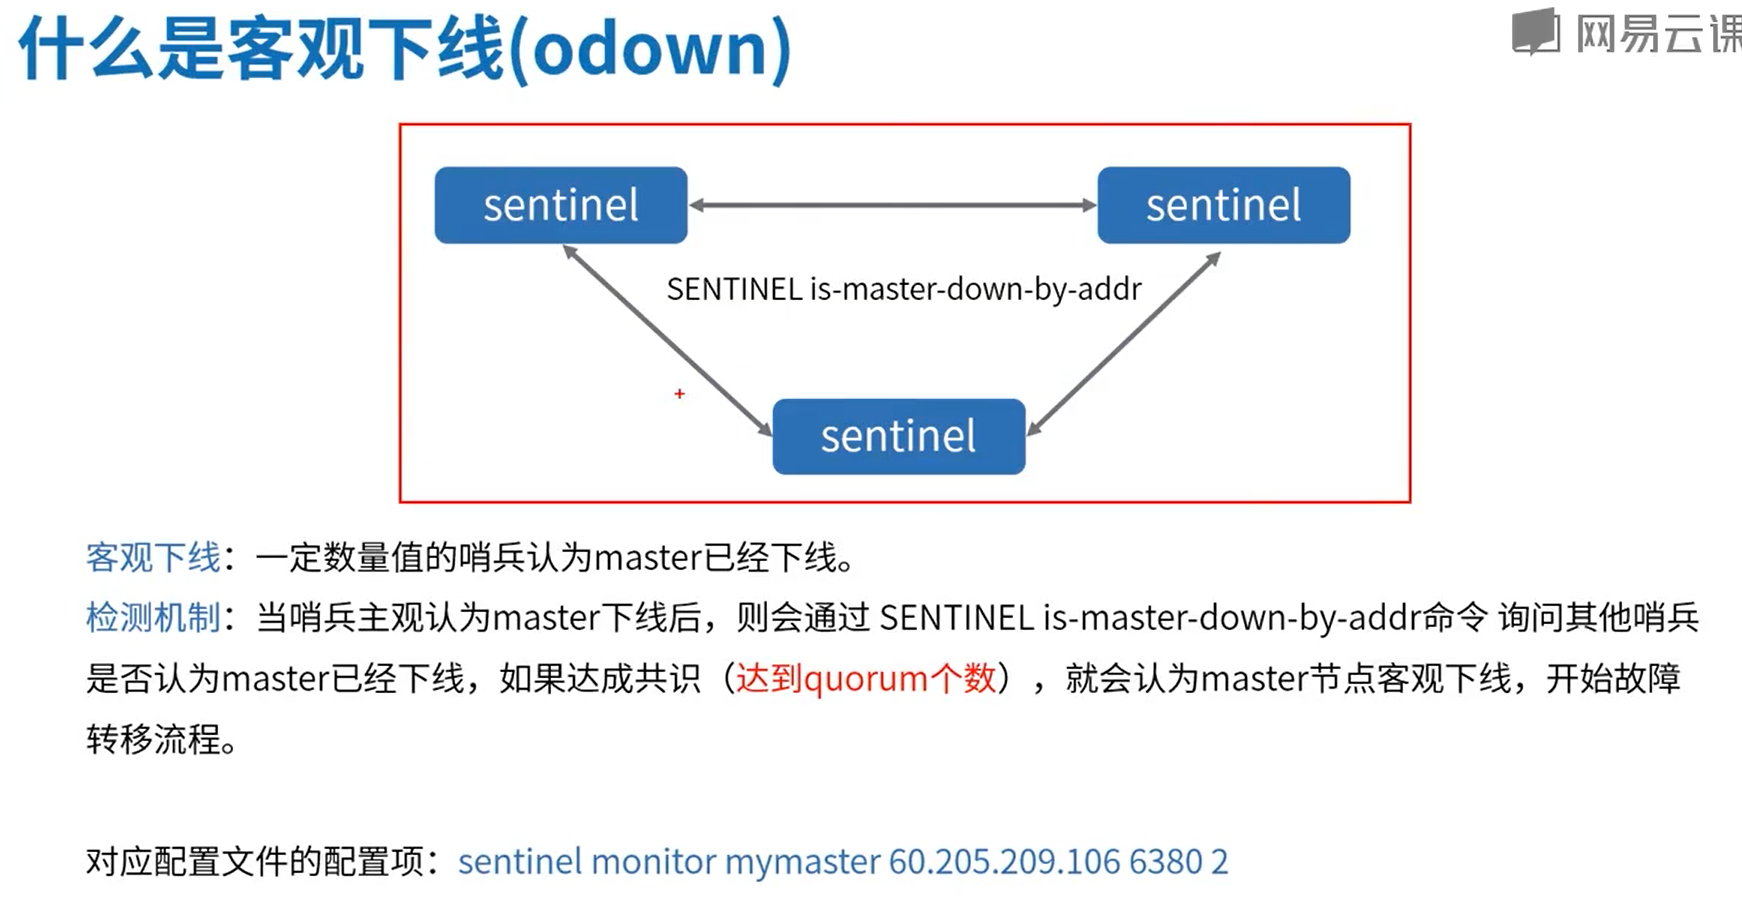 什么是客观下线(odown)
网易云课
sentinel
sentinel
SENTINEL is-master-down-by-addr
sentinel
客观下线：一定数量值的哨兵认为master已经下线。
检测机制：当哨兵主观认为master下线后，则会通过 SENTINEL is-master-down-by-addr命令 询问其他哨兵
是否认为master已经下线，如果达成共识（达到quorum个数），就会认为master节点客观下线，开始故障
转移流程。
对应配置文件的配置项：sentinel monitor mymaster 60.205.209.106 6380 2